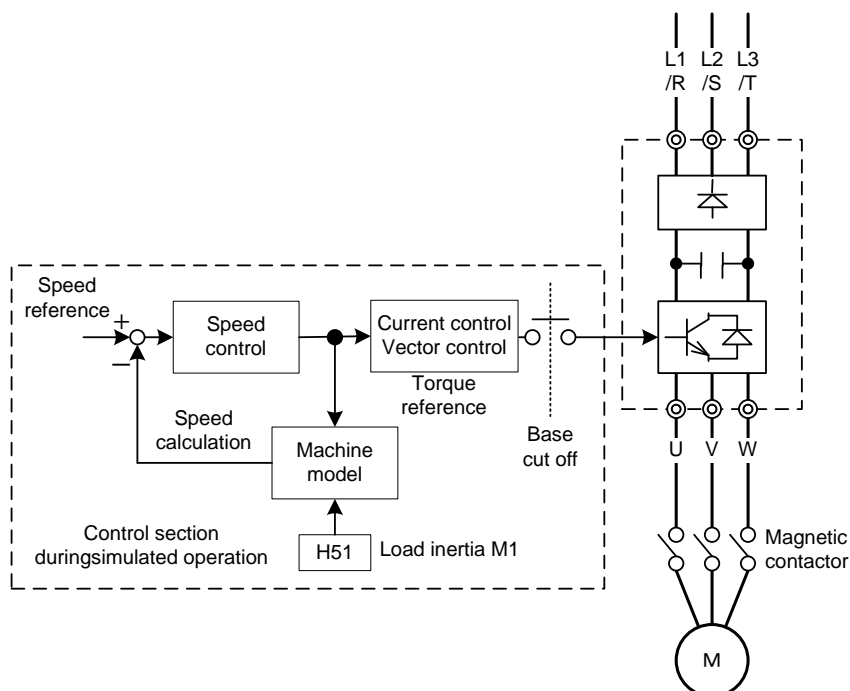 L1 L2 L3
/R /S /T
Speed
reference
+
−
Speed
control
Current control
Vector control
Torque
reference
Speed
calculation
Machine
model
Base
cut off
U V W
Control section
duringsimulated operation
H51
Load inertia M1
Magnetic
contactor
M